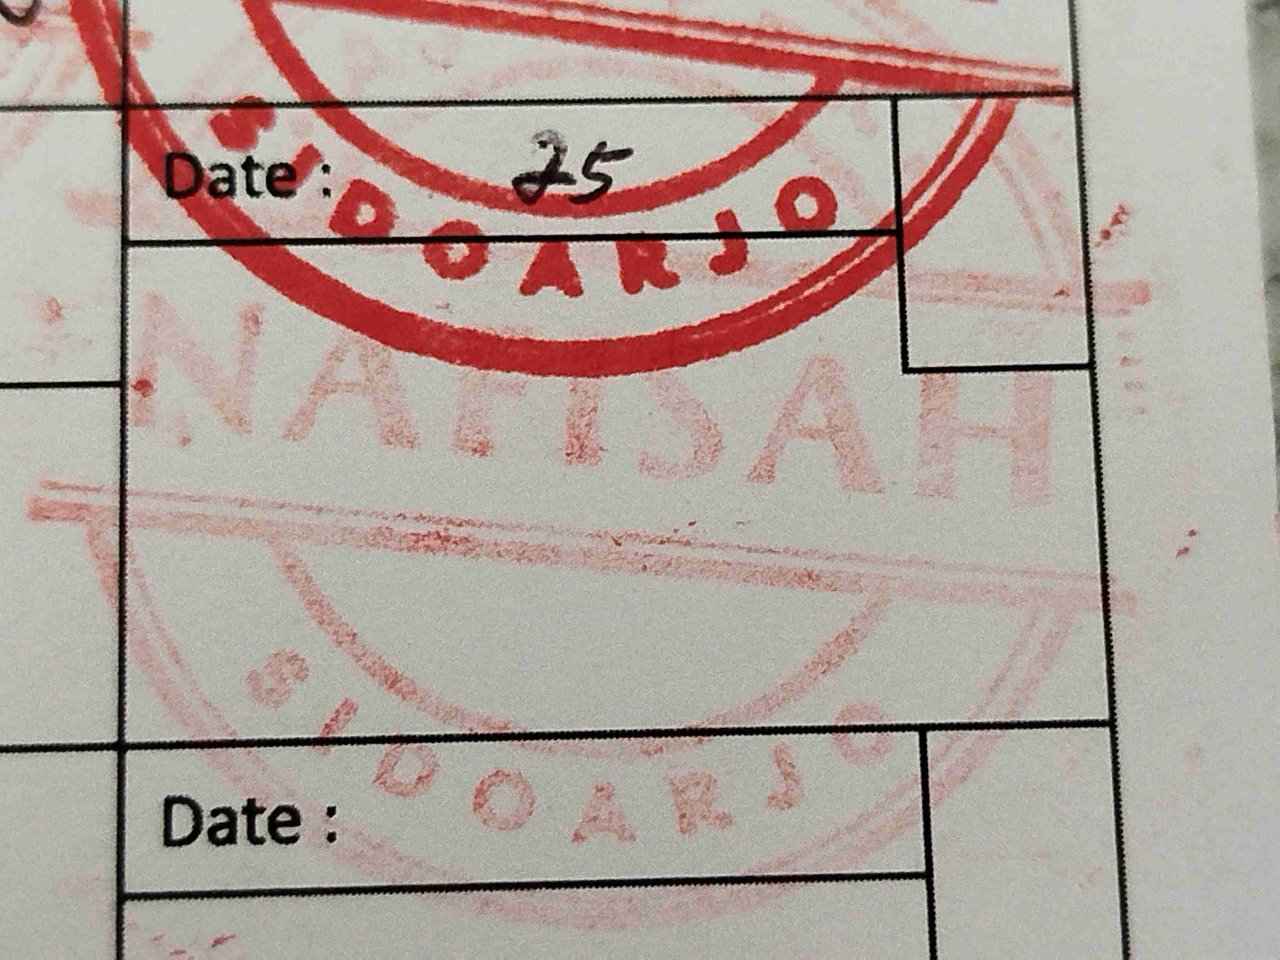 Date : 25
SIDOARJO
NAFISAH
SIDOARJO
Date :